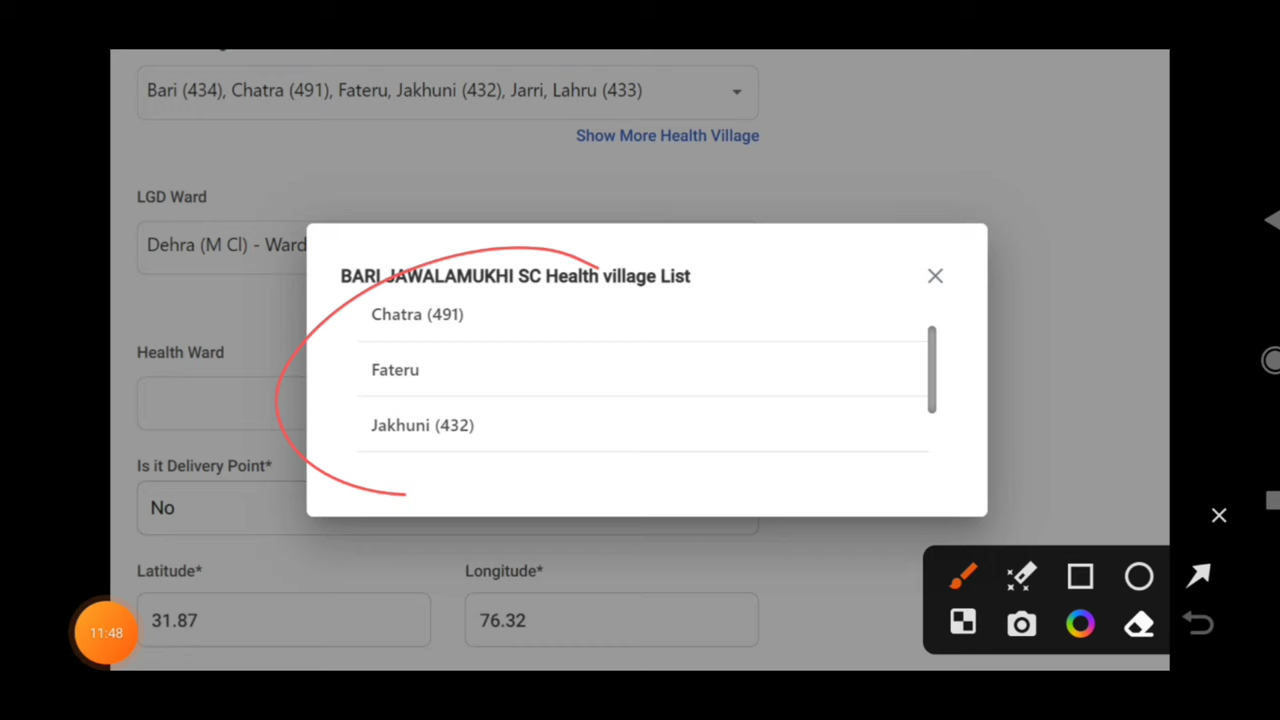 Bari (434), Chatra (491), Fateru, Jakhuni (432), Jarri, Lahru (433)
Show More Health Village
LGD Ward
Dehra (M Cl) - Ward
BARI JAWALAMUKHI SC Health village List
Chatra (491)
Fateru
Jakhuni (432)
Health Ward
Is it Delivery Point*
No
Latitude*
Longitude*
31.87
76.32
11:48